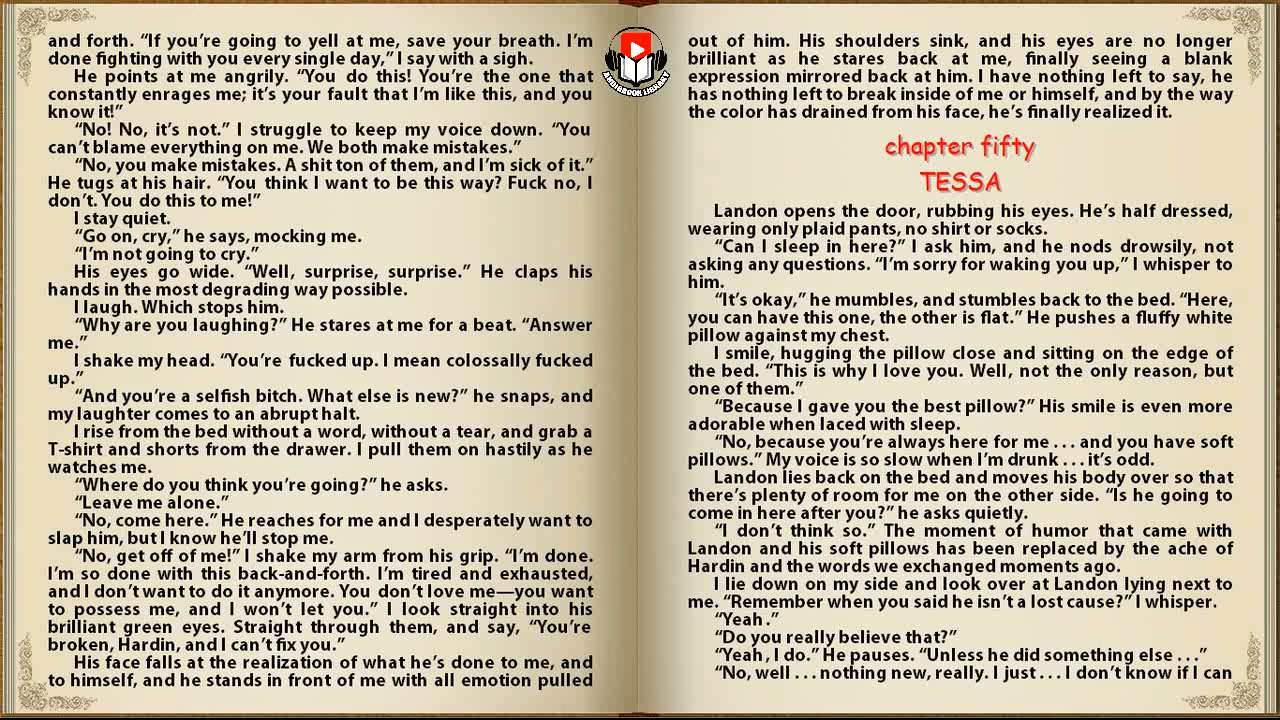 and forth. “If you’re going to yell at me, save your breath. I’m
done fighting with you every single day,” I say with a sigh.
He points at me angrily. “You do this! You’re the one that
constantly enrages me; it’s your fault that I’m like this, and you
know it!”
“No! No, it’s not.” I struggle to keep my voice down. “You
can’t blame everything on me. We both make mistakes.”
“No, you make mistakes. A shit ton of them, and I’m sick of it.”
He tugs at his hair. “You think I want to be this way? Fuck no, I
don’t. You do this to me!”
I stay quiet.
“Go on, cry,” he says, mocking me.
“I’m not going to cry.”
His eyes go wide. “Well, surprise, surprise.” He claps his
hands in the most degrading way possible.
I laugh. Which stops him.
“Why are you laughing?” He stares at me for a beat. “Answer
me.”
I shake my head. “You’re fucked up. I mean colossally fucked
up.”
“And you’re a selfish bitch. What else is new?” he snaps, and
my laughter comes to an abrupt halt.
I rise from the bed without a word, without a tear, and grab a
T-shirt and shorts from the drawer. I pull them on hastily as he
watches me.
“Where do you think you’re going?” he asks.
“Leave me alone.”
“No, come here.” He reaches for me and I desperately want to
slap him, but I know he’ll stop me.
“No, get off of me!” I shake my arm from his grip. “I’m done.
I’m so done with this back-and-forth. I’m tired and exhausted,
and I don’t want to do it anymore. You don’t love me—you want
to possess me, and I won’t let you.” I look straight into his
brilliant green eyes. Straight through them, and say, “You’re
broken, Hardin, and I can’t fix you.”
His face falls at the realization of what he’s done to me, and
to himself, and he stands in front of me with all emotion pulled
AUDIOBOOK LIBRARY
out of him. His shoulders sink, and his eyes are no longer
brilliant as he stares back at me, finally seeing a blank
expression mirrored back at him. I have nothing left to say, he
has nothing left to break inside of me or himself, and by the way
the color has drained from his face, he’s finally realized it.
chapter fifty
TESSA
Landon opens the door, rubbing his eyes. He’s half dressed,
wearing only plaid pants, no shirt or socks.
“Can I sleep in here?” I ask him, and he nods drowsily, not
asking any questions. “I’m sorry for waking you up,” I whisper to
him.
“It’s okay,” he mumbles, and stumbles back to the bed. “Here,
you can have this one, the other is flat.” He pushes a fluffy white
pillow against my chest.
I smile, hugging the pillow close and sitting on the edge of
the bed. “This is why I love you. Well, not the only reason, but
one of them.”
“Because I gave you the best pillow?” His smile is even more
adorable when laced with sleep.
“No, because you’re always here for me . . . and you have soft
pillows.” My voice is so slow when I’m drunk . . . it’s odd.
Landon lies back on the bed and moves his body over so that
there’s plenty of room for me on the other side. “Is he going to
come in here after you?” he asks quietly.
“I don’t think so.” The moment of humor that came with
Landon and his soft pillows has been replaced by the ache of
Hardin and the words we exchanged moments ago.
I lie down on my side and look over at Landon lying next to
me. “Remember when you said he isn’t a lost cause?” I whisper.
“Yeah .”
“Do you really believe that?”
“Yeah, I do.” He pauses. “Unless he did something else . . .”
“No, well . . . nothing new, really. I just . . . I don’t know if I can